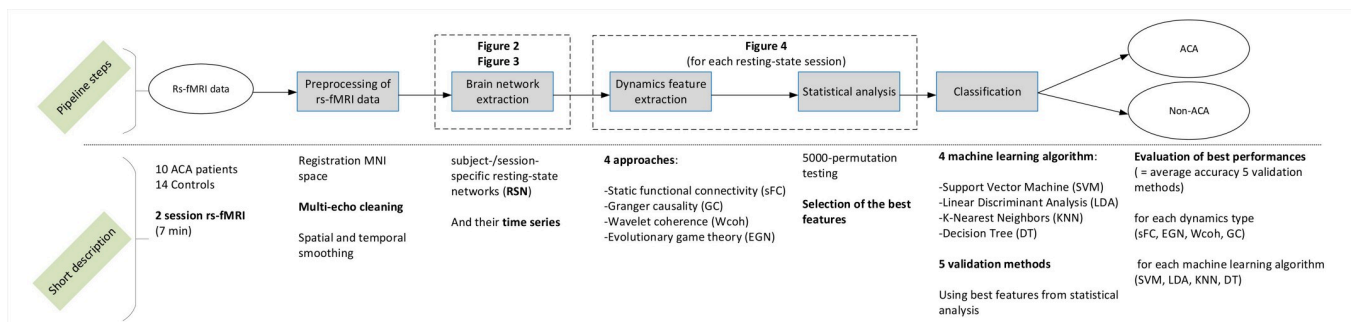 Pipeline steps
Rs-fMRI data
Preprocessing of
rs-fMRI data
Figure 2
Figure 3
Brain network
extraction
Figure 4
(for each resting-state session)
Dynamics feature
extraction
Statistical analysis
Classification
ACA
Non-ACA
Short description
10 ACA patients
14 Controls
2 session rs-fMRI
(7 min)
Registration MNI
space
Multi-echo cleaning
Spatial and temporal
smoothing
subject-/session-
specific resting-state
networks (RSN)
And their time series
4 approaches:
-Static functional connectivity (sFC)
-Granger causality (GC)
-Wavelet coherence (Wcoh)
-Evolutionary game theory (EGN)
5000-permutation
testing
Selection of the best
features
4 machine learning algorithm:
-Support Vector Machine (SVM)
-Linear Discriminant Analysis (LDA)
-K-Nearest Neighbors (KNN)
-Decision Tree (DT)
5 validation methods
Using best features from statistical
analysis
Evaluation of best performances
( = average accuracy 5 validation
methods)
for each dynamics type
(sFC, EGN, Wcoh, GC)
for each machine learning algorithm
(SVM, LDA, KNN, DT)